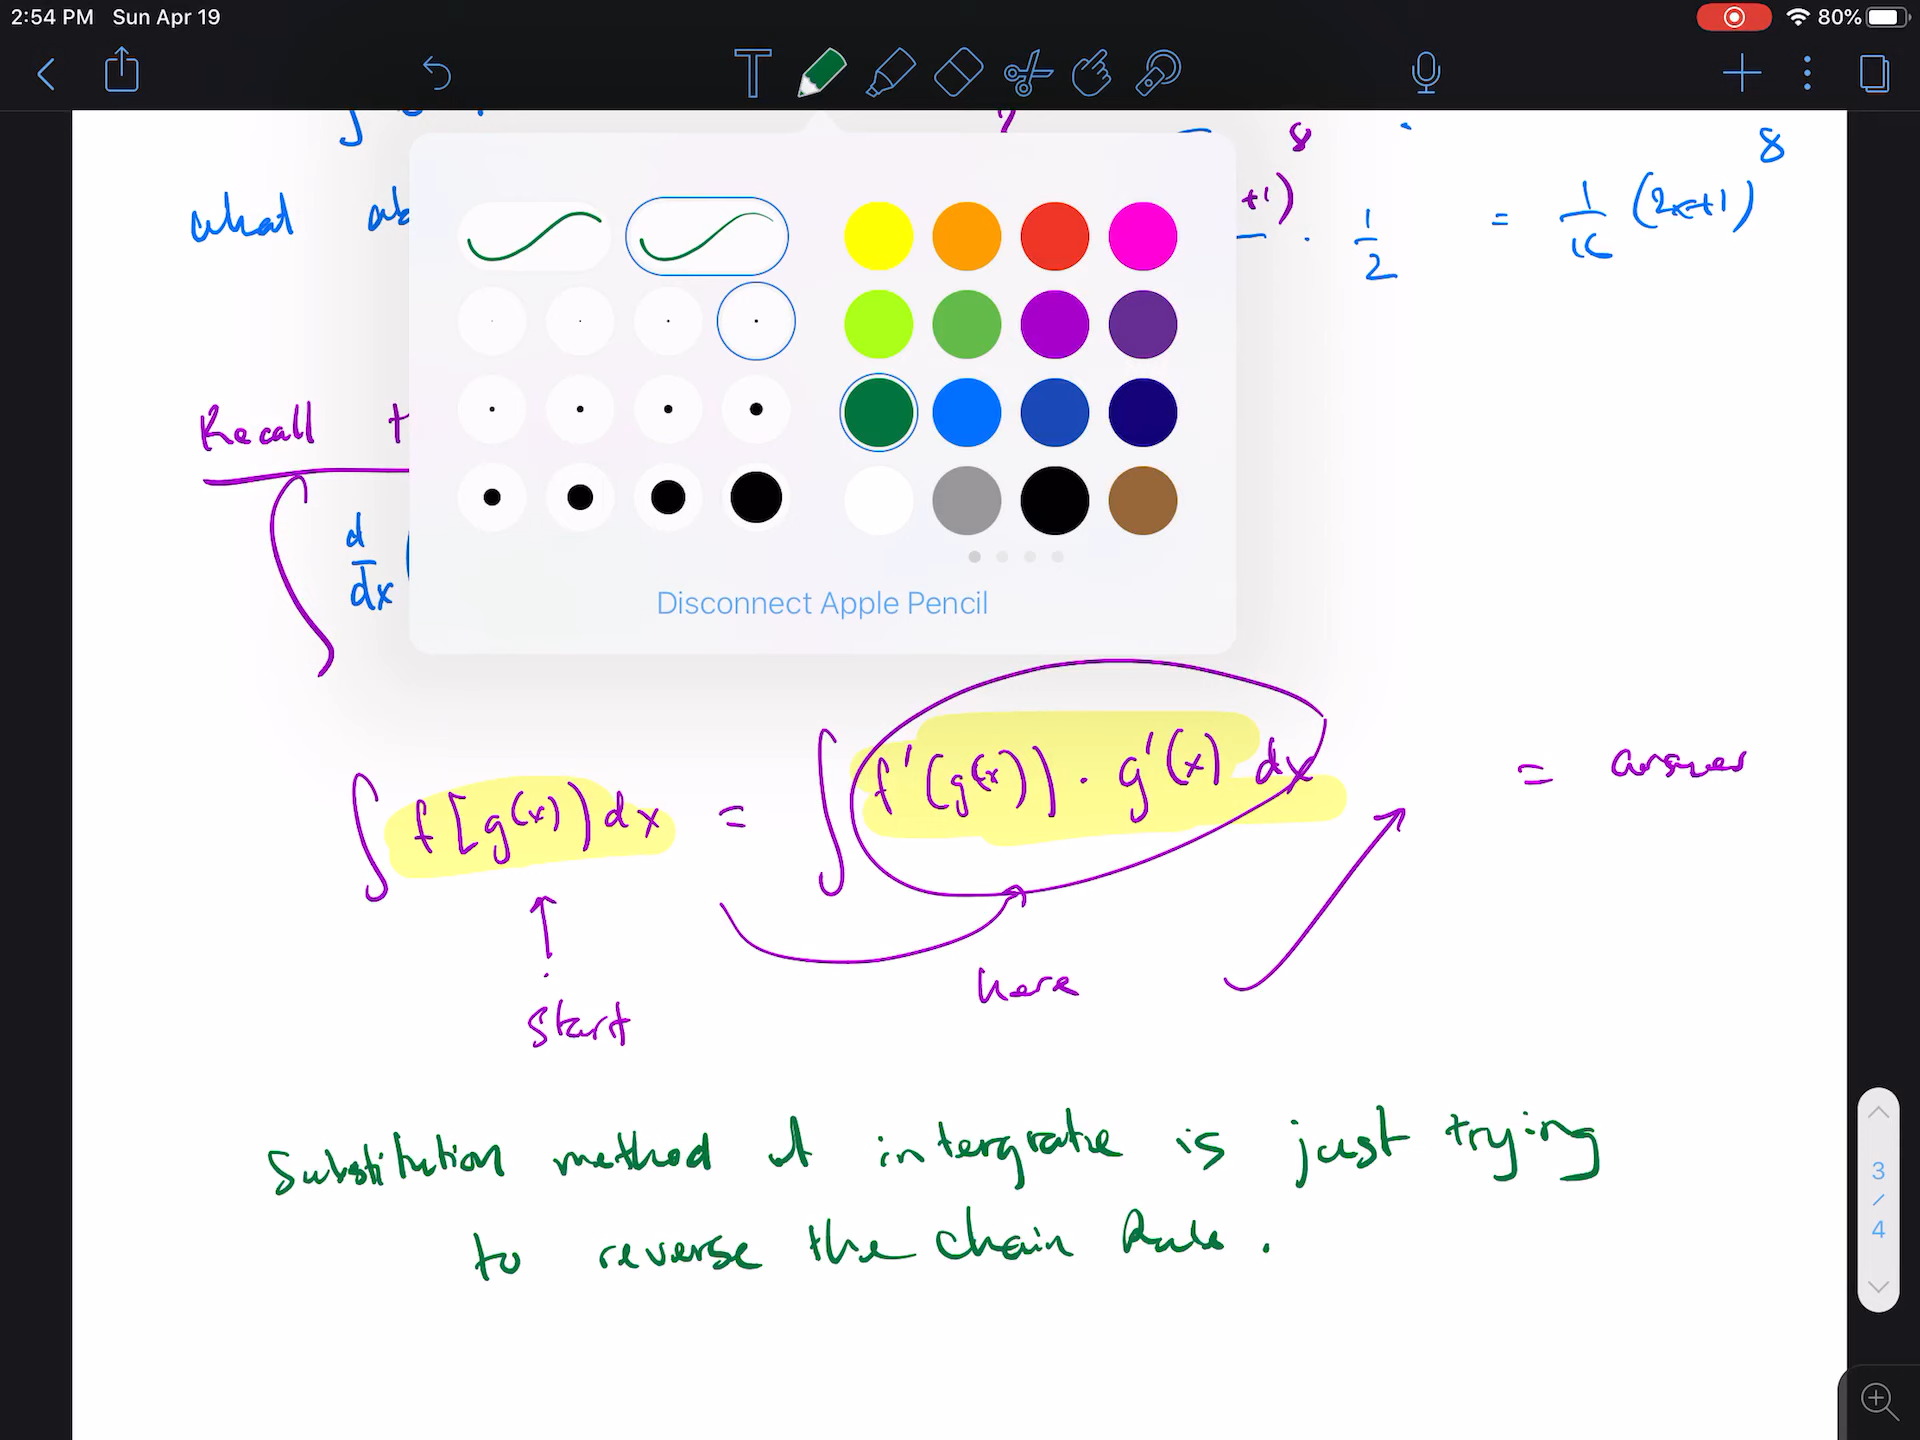 2:54 PM Sun Apr 19 80%
8 8
what +1) · 1/2 = 1/16 (2x+1)
Recall
d/dx
Disconnect Apple Pencil
∫ f[g(x)] dx = ∫ f'(g(x)) · g'(x) dx = answer
here
start
3
/
4
Substitution method of intergratie is just trying
to reverse the chain Rule.